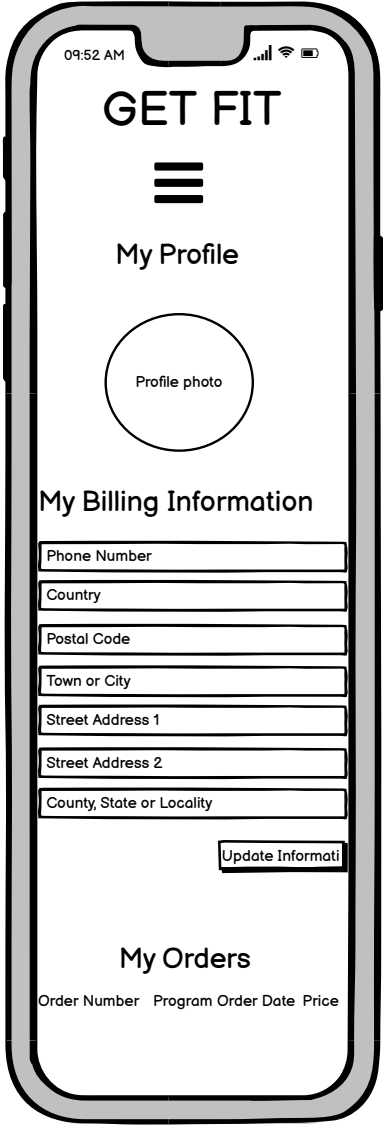 09:52 AM
GET FIT
My Profile
Profile photo
My Billing Information
Phone Number
Country
Postal Code
Town or City
Street Address 1
Street Address 2
County, State or Locality
Update Informati
My Orders
Order Number Program Order Date Price